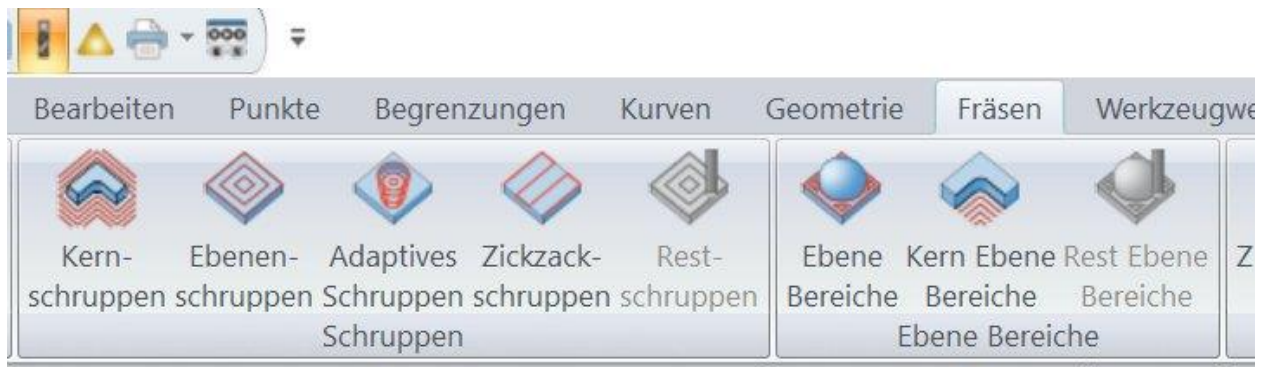 Bearbeiten Punkte Begrenzungen Kurven Geometrie Fräsen Werkzeugwe
Kern- Ebenen- Adaptives Zickzack- Rest- Ebene Kern Ebene Rest Ebene Z
schruppen schruppen Schruppen schruppen schruppen Bereiche Bereiche Bereiche
Schruppen Ebene Bereiche